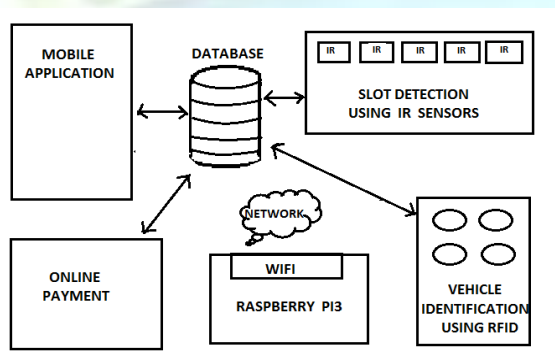 MOBILE
APPLICATION
DATABASE
IR IR IR IR IR
SLOT DETECTION
USING IR SENSORS
NETWORK
WIFI
RASPBERRY PI3
ONLINE
PAYMENT
VEHICLE
IDENTIFICATION
USING RFID